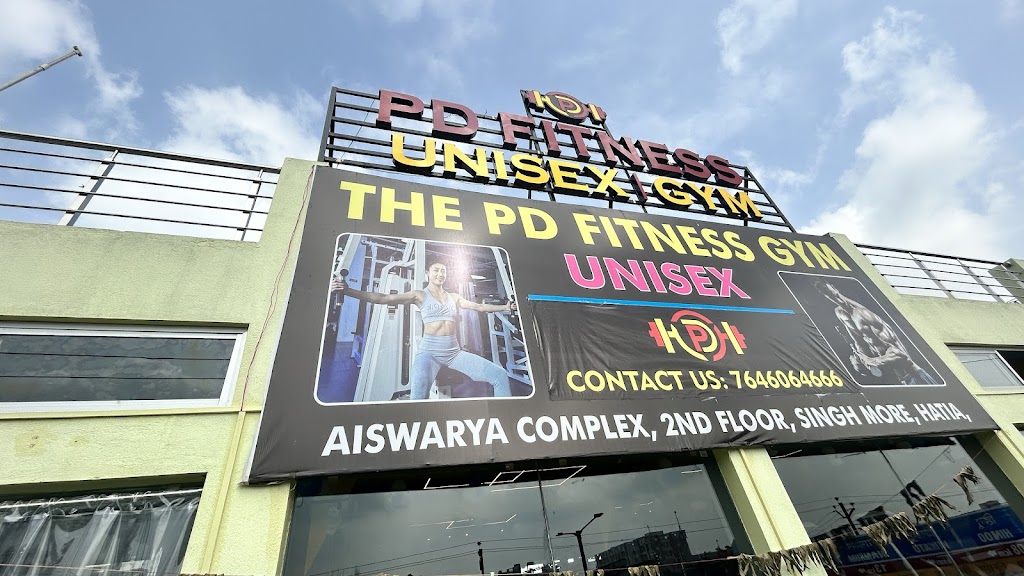 PD FITNESS
UNISEX GYM
THE PD FITNESS GYM
UNISEX
PD
CONTACT US: 7646064666
AISWARYA COMPLEX, 2ND FLOOR, SINGH MORE, HATIA,